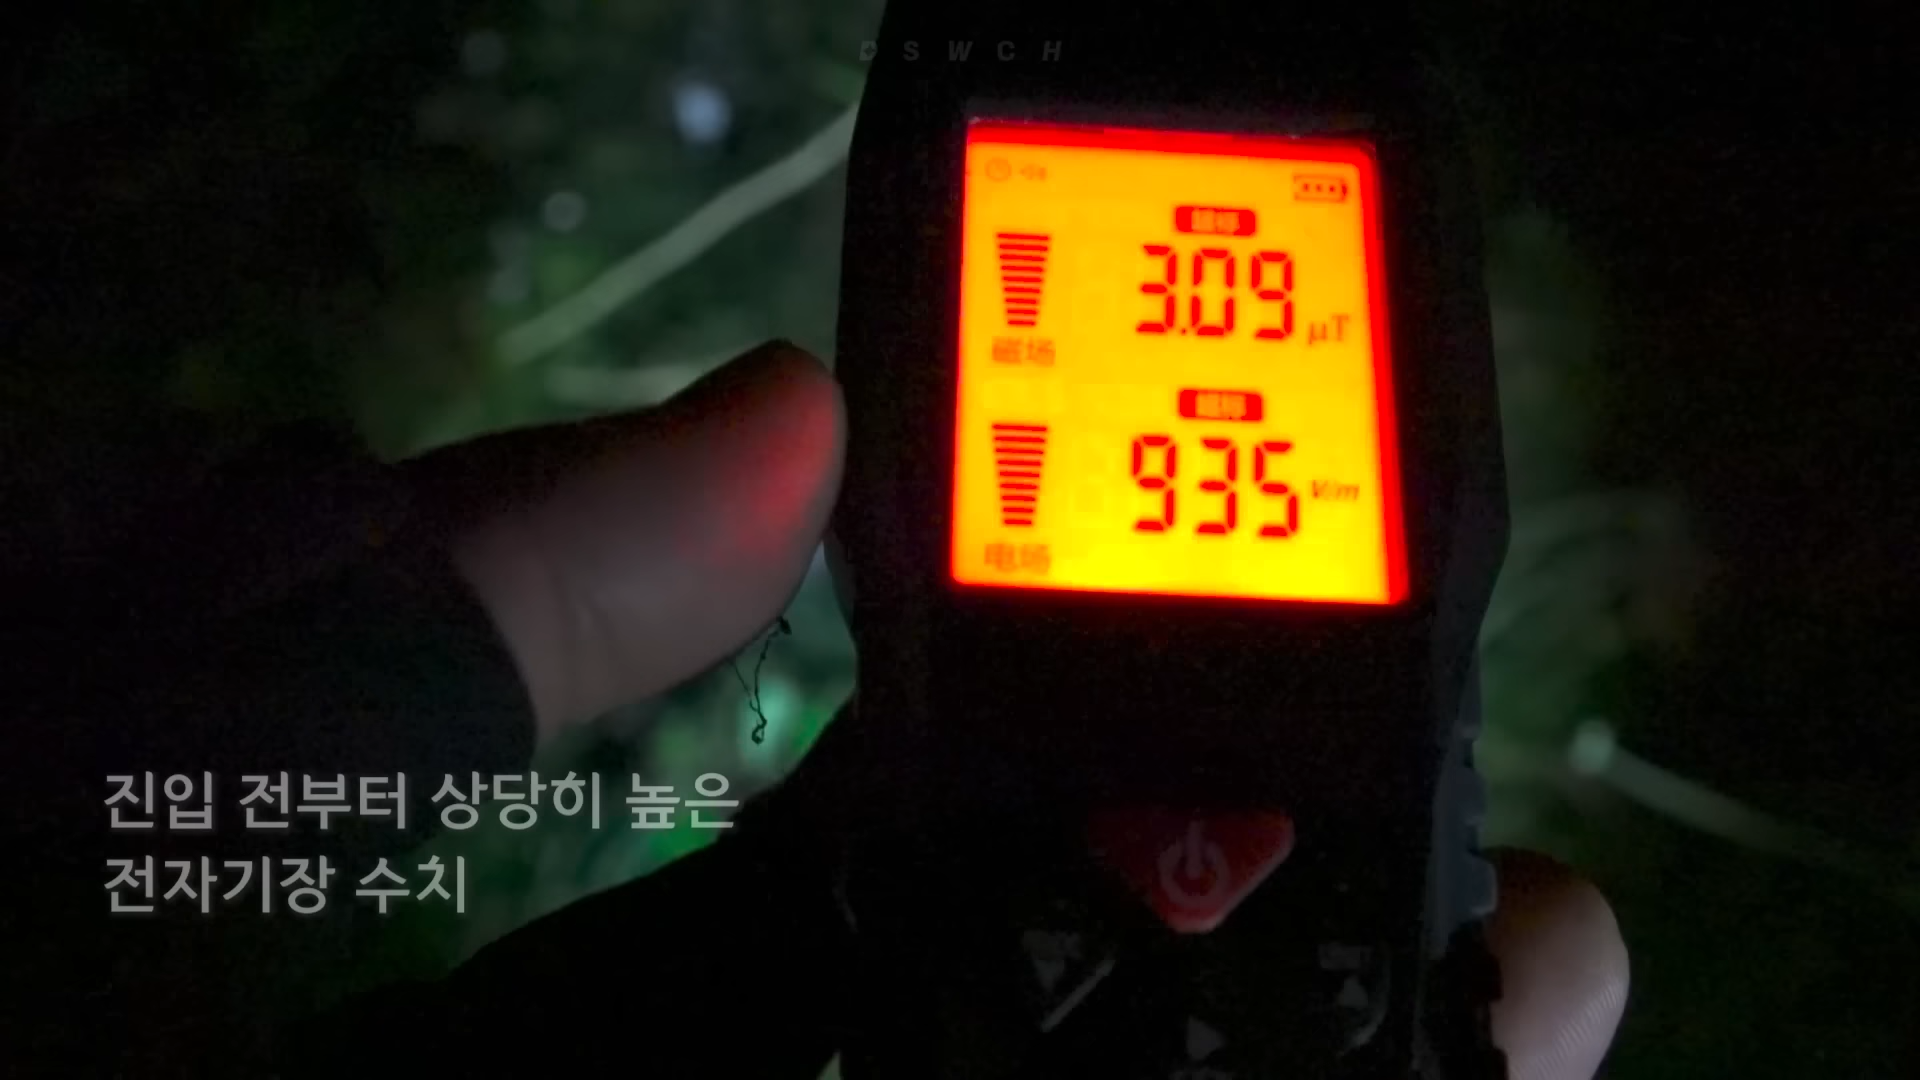 DSWCH
3.09 μT
磁场
935 V/m
电场
진입 전부터 상당히 높은
전자기장 수치